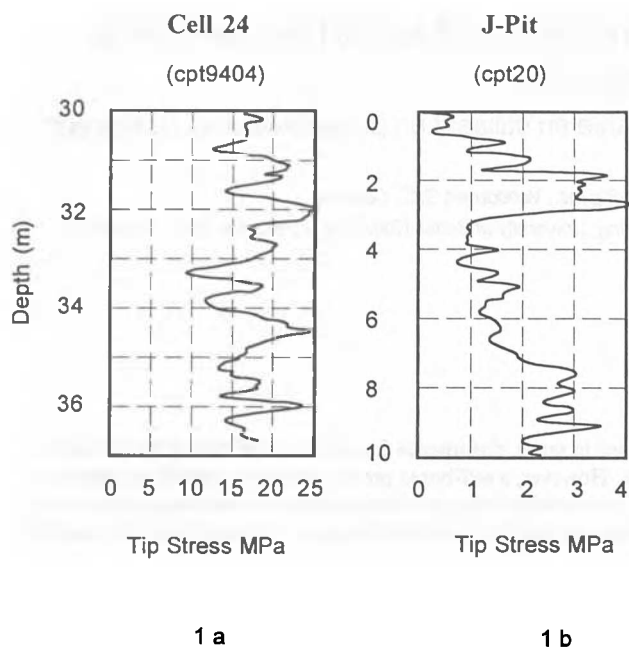 Cell 24
(cpt9404)
30
32
34
36
Depth (m)
0 5 10 15 20 25
Tip Stress MPa
1 a
J-Pit
(cpt20)
0
2
4
6
8
10
0 1 2 3 4
Tip Stress MPa
1 b